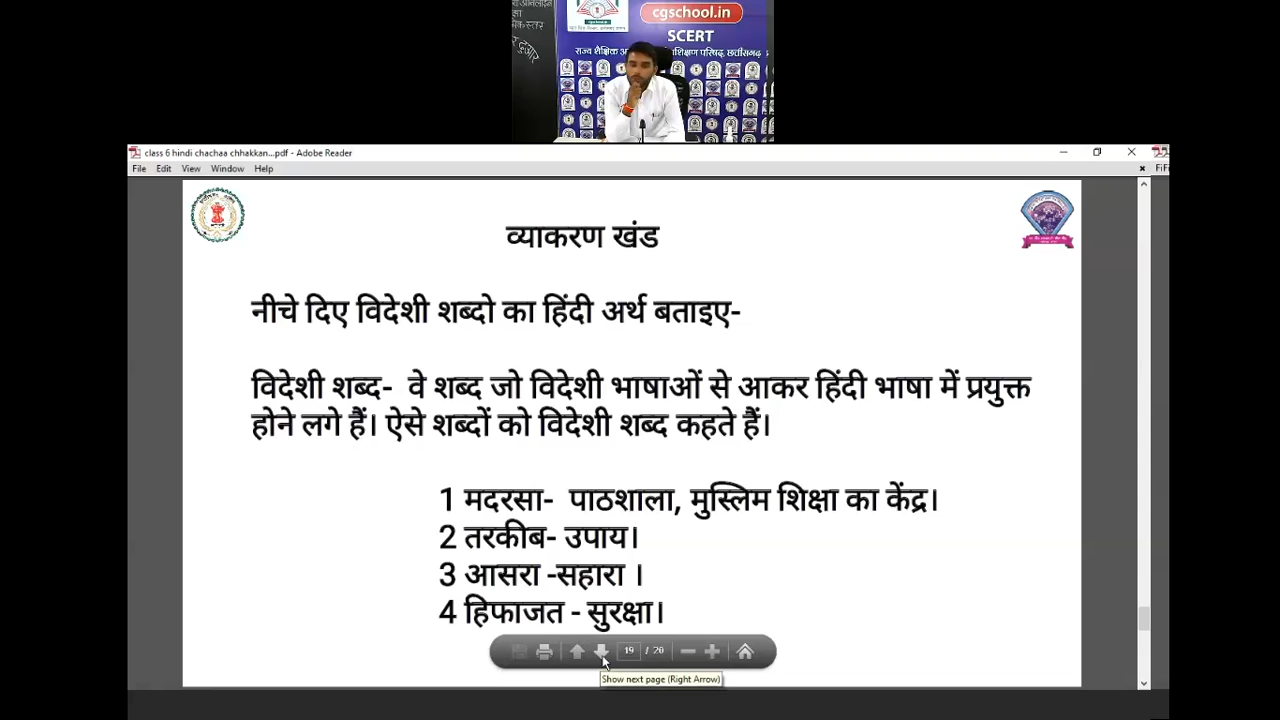 cgschool.in
SCERT
class 6 hindi chachaa chhakkan...pdf - Adobe Reader
File Edit View Window Help
व्याकरण खंड
नीचे दिए विदेशी शब्दो का हिंदी अर्थ बताइए-
विदेशी शब्द- वे शब्द जो विदेशी भाषाओं से आकर हिंदी भाषा में प्रयुक्त
होने लगे हैं। ऐसे शब्दों को विदेशी शब्द कहते हैं।
1 मदरसा- पाठशाला, मुस्लिम शिक्षा का केंद्र।
2 तरकीब- उपाय।
3 आसरा -सहारा ।
4 हिफाजत - सुरक्षा।
19 / 20
Show next page (Right Arrow)